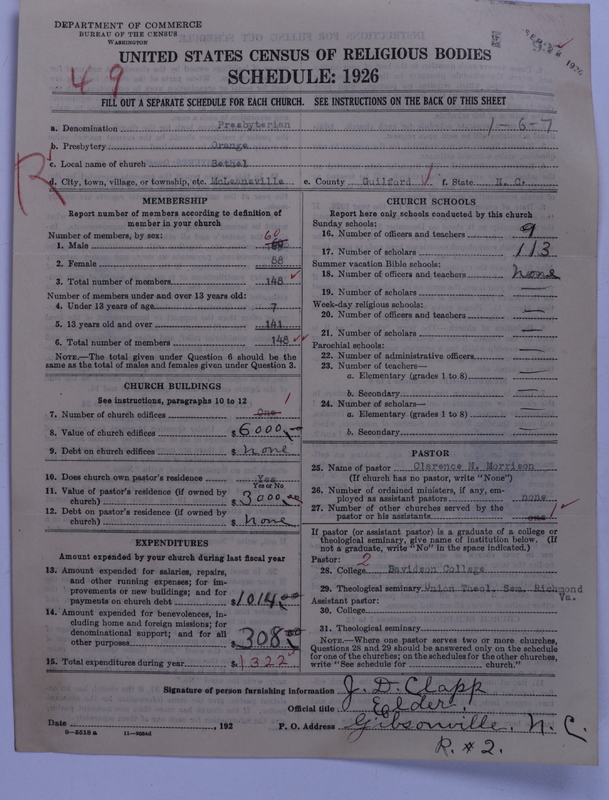 DEPARTMENT OF COMMERCE
BUREAU OF THE CENSUS
WASHINGTON
UNITED STATES CENSUS OF RELIGIOUS BODIES
SCHEDULE: 1926
49
FILL OUT A SEPARATE SCHEDULE FOR EACH CHURCH. SEE INSTRUCTIONS ON THE BACK OF THIS SHEET
1-6-7
a. Denomination Presbyterian
b. Presbytery Orange
c. Local name of church Bethel
R
d. City, town, village, or township, etc. McLeansville e. County Guilford f. State N. C.
MEMBERSHIP
Report number of members according to definition of member in your church
Number of members, by sex:
1. Male 60
2. Female 88
3. Total number of members 148
Number of members under and over 13 years old:
4. Under 13 years of age 7
5. 13 years old and over 141
6. Total number of members 148
NOTE.—The total given under Question 6 should be the
same as the total of males and females given under Question 3.
CHURCH BUILDINGS
See instructions, paragraphs 10 to 12
7. Number of church edifices One 1
8. Value of church edifices $ 6000
9. Debt on church edifices $ None
10. Does church own pastor's residence Yes
Yes or No
11. Value of pastor's residence (if owned by
church) $ 3000.00
12. Debt on pastor's residence (if owned by
church) $ None
EXPENDITURES
Amount expended by your church during last fiscal year
13. Amount expended for salaries, repairs,
and other running expenses; for im-
provements or new buildings; and for
payments on church debt $ 1014.00
14. Amount expended for benevolences, in-
cluding home and foreign missions; for
denominational support; and for all
other purposes $ 308.00
15. Total expenditures during year $ 1322
CHURCH SCHOOLS
Report here only schools conducted by this church
Sunday schools:
16. Number of officers and teachers 9
17. Number of scholars 113
Summer vacation Bible schools:
18. Number of officers and teachers None
19. Number of scholars —
Week-day religious schools:
20. Number of officers and teachers —
21. Number of scholars —
Parochial schools:
22. Number of administrative officers —
23. Number of teachers—
a. Elementary (grades 1 to 8) —
b. Secondary —
24. Number of scholars—
a. Elementary (grades 1 to 8) —
b. Secondary —
PASTOR
25. Name of pastor Clarence N. Morrison
(If church has no pastor, write "None")
26. Number of ordained ministers, if any, em-
ployed as assistant pastors none
27. Number of other churches served by the
pastor or his assistants one 1
If pastor (or assistant pastor) is a graduate of a college or
theological seminary, give name of institution below. (If
not a graduate, write "No" in the space indicated.)
Pastor: 2
28. College Davidson College
29. Theological seminary Union Theol. Sem. Richmond
Va.
Assistant pastor:
30. College
31. Theological seminary
NOTE.—Where one pastor serves two or more churches,
Questions 28 and 29 should be answered only on the schedule
for one of the churches; on the schedules for the other churches,
write "See schedule for church."
Signature of person furnishing information J. D. Clapp
Official title Elder.
Date , 192 P. O. Address Gibsonville, N. C.
R. # 2.